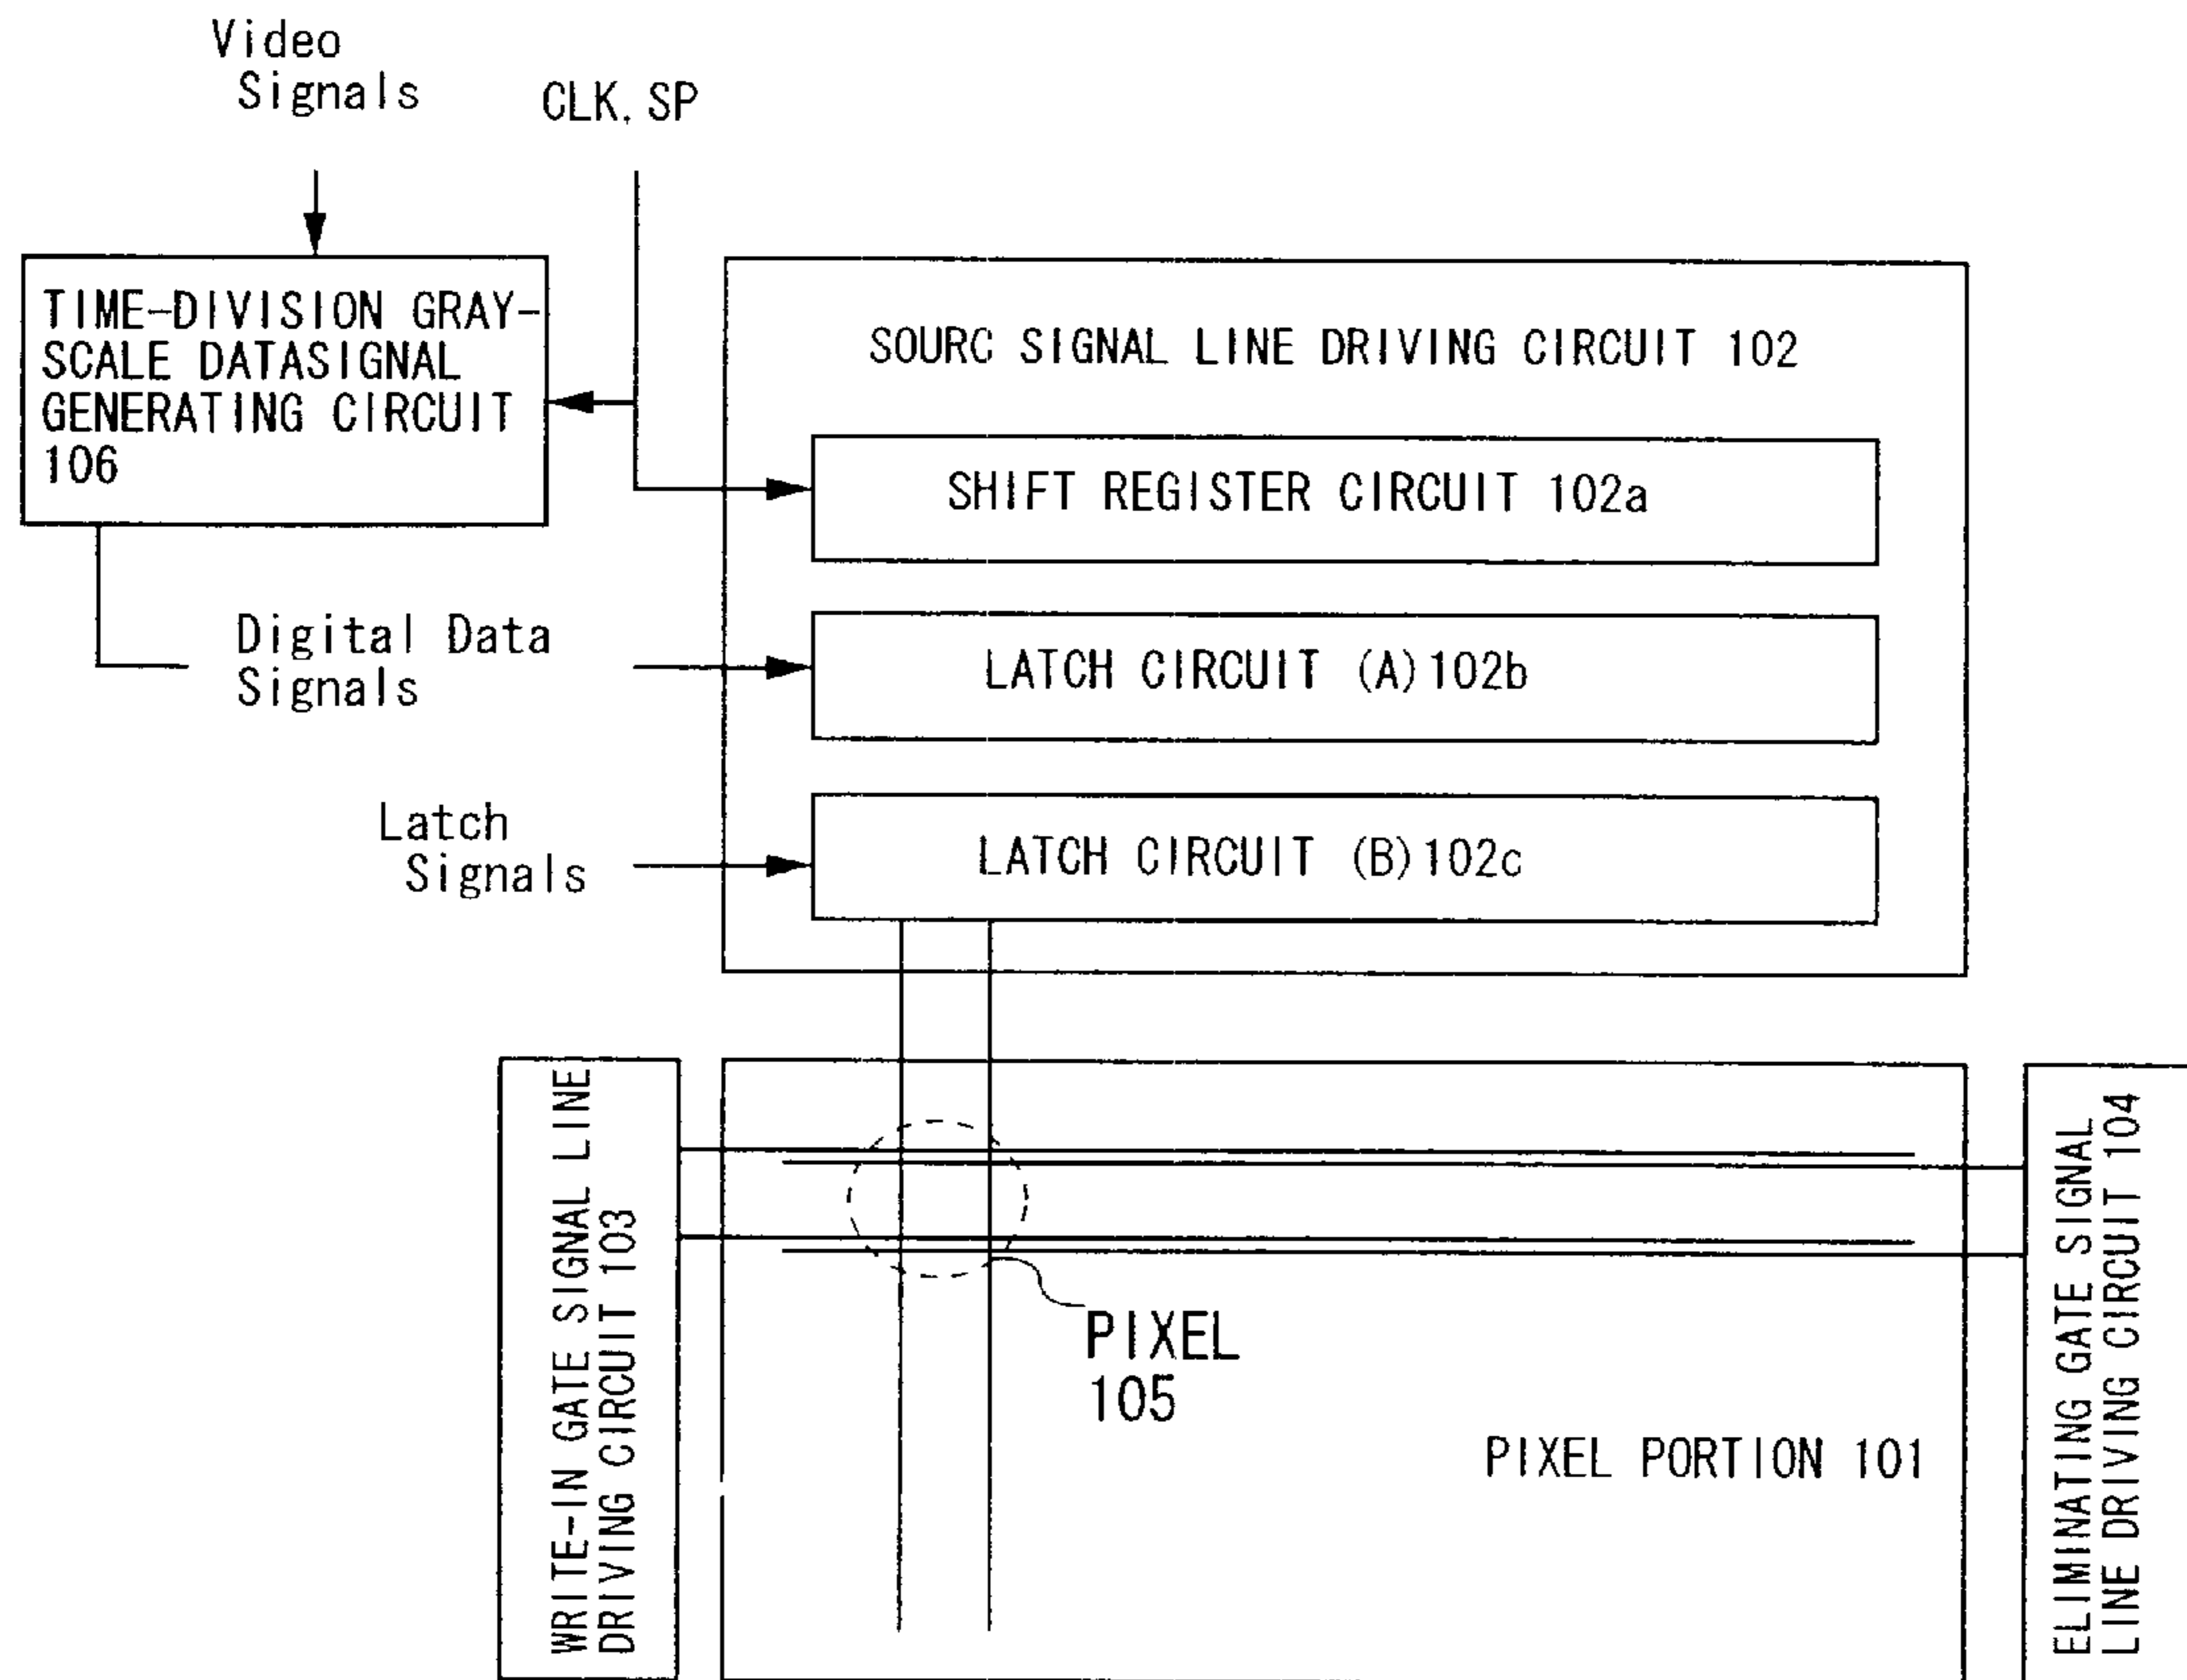 Video
Signals
CLK. SP
TIME-DIVISION GRAY-
SCALE DATASIGNAL
GENERATING CIRCUIT
106
SOURC SIGNAL LINE DRIVING CIRCUIT 102
SHIFT REGISTER CIRCUIT 102a
Digital Data
Signals
LATCH CIRCUIT (A) 102b
Latch
Signals
LATCH CIRCUIT (B) 102c
WRITE-IN GATE SIGNAL LINE
DRIVING CIRCUIT 103
PIXEL
105
PIXEL PORTION 101
ELIMINATING GATE SIGNAL
LINE DRIVING CIRCUIT 104